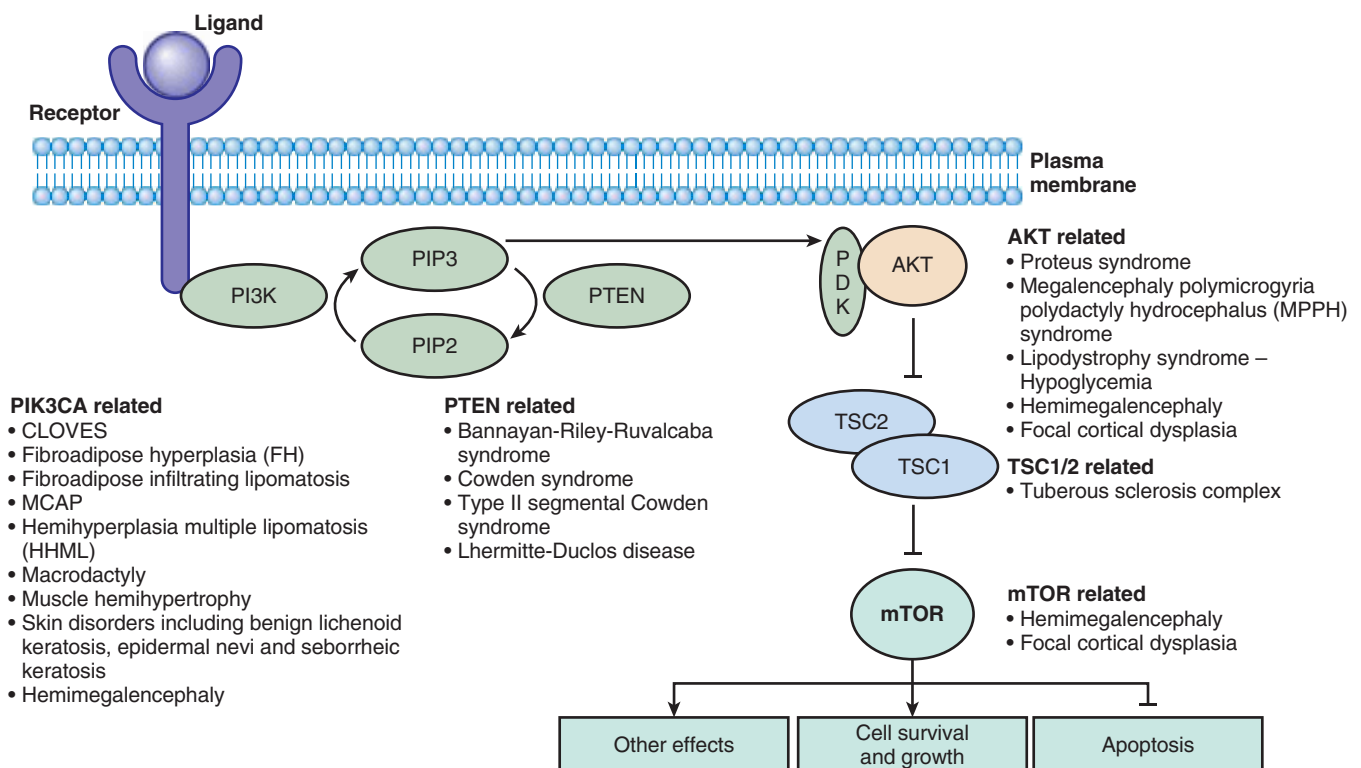 Ligand
Receptor
Plasma
membrane
PI3K
PIP3
PIP2
PTEN
P
D
K
AKT
TSC2
TSC1
mTOR
Other effects
Cell survival
and growth
Apoptosis
PIK3CA related
• CLOVES
• Fibroadipose hyperplasia (FH)
• Fibroadipose infiltrating lipomatosis
• MCAP
• Hemihyperplasia multiple lipomatosis
(HHML)
• Macrodactyly
• Muscle hemihypertrophy
• Skin disorders including benign lichenoid
keratosis, epidermal nevi and seborrheic
keratosis
• Hemimegalencephaly
PTEN related
• Bannayan-Riley-Ruvalcaba
syndrome
• Cowden syndrome
• Type II segmental Cowden
syndrome
• Lhermitte-Duclos disease
AKT related
• Proteus syndrome
• Megalencephaly polymicrogyria
polydactyly hydrocephalus (MPPH)
syndrome
• Lipodystrophy syndrome –
Hypoglycemia
• Hemimegalencephaly
• Focal cortical dysplasia
TSC1/2 related
• Tuberous sclerosis complex
mTOR related
• Hemimegalencephaly
• Focal cortical dysplasia